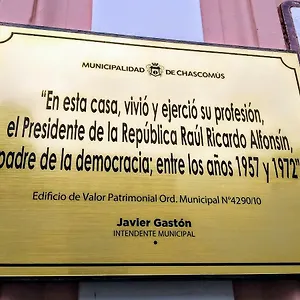 MUNICIPALIDAD DE CHASCOMÚS
"En esta casa, vivió y ejerció su profesión,
el Presidente de la República Raúl Ricardo Alfonsín,
padre de la democracia; entre los años 1957 y 1972"
Edificio de Valor Patrimonial Ord. Municipal N°4290/10
Javier Gastón
INTENDENTE MUNICIPAL